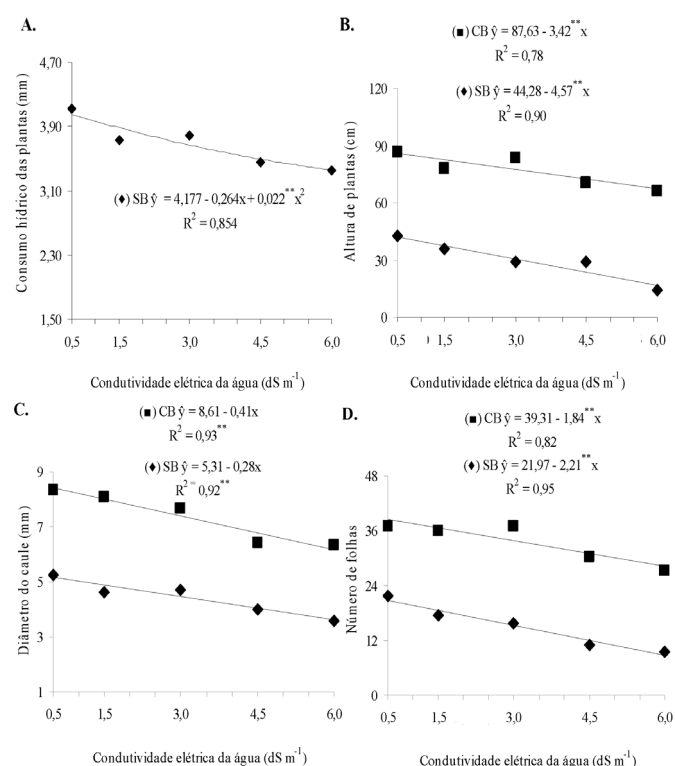 A.
Consumo hídrico das plantas (mm)
4,70
3,90
3,10
2,30
1,50
(♦) SB ŷ = 4,177 - 0,264x + 0,022**x²
R² = 0,854
0,5 1,5 3,0 4,5 6,0
Condutividade elétrica da água (dS m⁻¹)
B.
(■) CB ŷ = 87,63 - 3,42**x
R² = 0,78
(♦) SB ŷ = 44,28 - 4,57**x
R² = 0,90
Altura de plantas (cm)
120
90
60
30
0
0,5 ) 1,5 3,0 4,5 6,0
Condutividade elétrica da água (dS m⁻¹)
C.
(■) CB ŷ = 8,61 - 0,41x
R² = 0,93**
(♦) SB ŷ = 5,31 - 0,28x
R² = 0,92**
Diâmetro do caule (mm)
9
7
5
3
1
0,5 1,5 3,0 4,5 6,0
Condutividade elétrica da água (dS m⁻¹)
D.
(■) CB ŷ = 39,31 - 1,84**x
R² = 0,82
(♦) SB ŷ = 21,97 - 2,21**x
R² = 0,95
Número de folhas
48
36
24
12
0
0,5 1,5 3,0 4,5 6,0
Condutividade elétrica da água (dS m⁻¹)